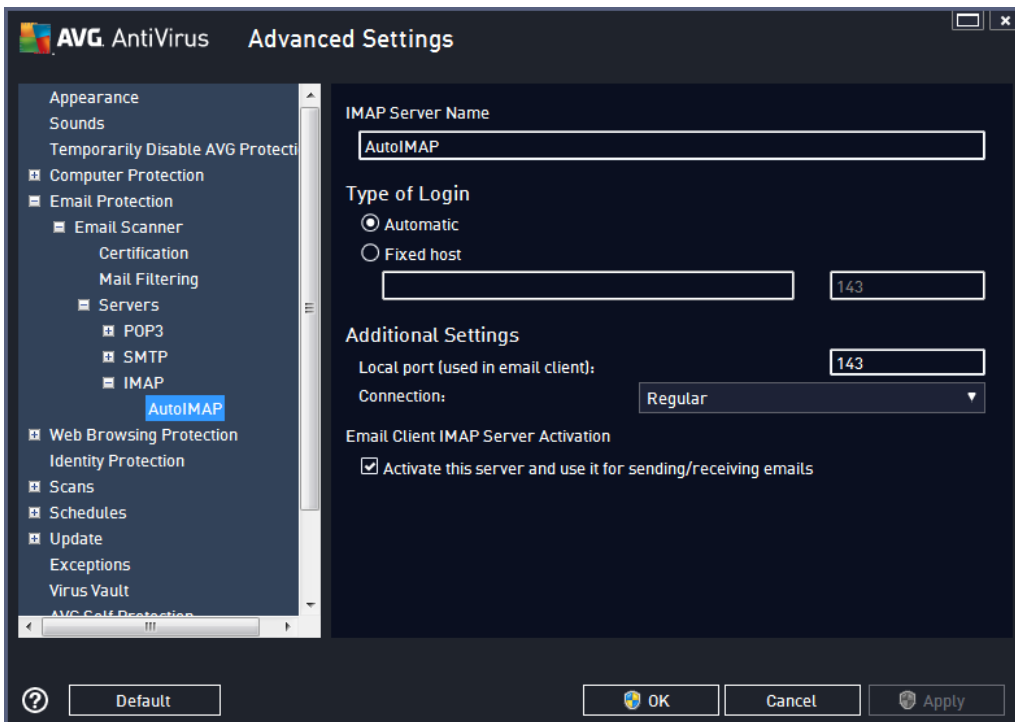 AVG AntiVirus Advanced Settings
Appearance
Sounds
Temporarily Disable AVG Protecti
Computer Protection
Email Protection
Email Scanner
Certification
Mail Filtering
Servers
POP3
SMTP
IMAP
AutoIMAP
Web Browsing Protection
Identity Protection
Scans
Schedules
Update
Exceptions
Virus Vault
AVG Self Protection
IMAP Server Name
AutoIMAP
Type of Login
Automatic
Fixed host
143
Additional Settings
Local port (used in email client): 143
Connection: Regular
Email Client IMAP Server Activation
Activate this server and use it for sending/receiving emails
? Default OK Cancel Apply